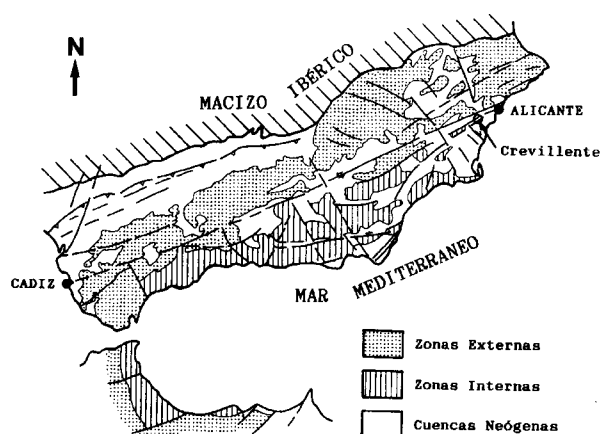 N
MACIZO IBÉRICO
ALICANTE
Crevillente
CADIZ
MAR MEDITERRANEO
Zonas Externas
Zonas Internas
Cuencas Neógenas